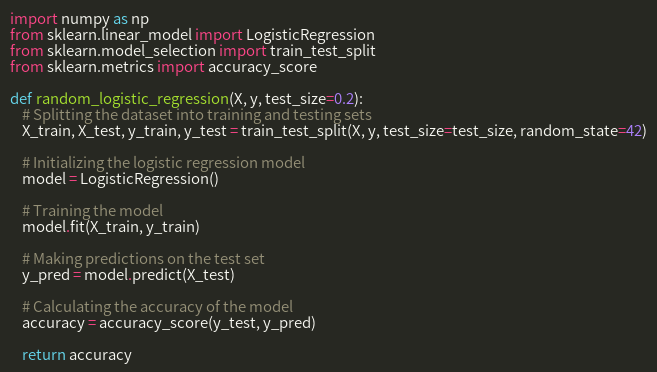 import numpy as np
from sklearn.linear_model import LogisticRegression
from sklearn.model_selection import train_test_split
from sklearn.metrics import accuracy_score

def random_logistic_regression(X, y, test_size=0.2):
    # Splitting the dataset into training and testing sets
    X_train, X_test, y_train, y_test = train_test_split(X, y, test_size=test_size, random_state=42)

    # Initializing the logistic regression model
    model = LogisticRegression()

    # Training the model
    model.fit(X_train, y_train)

    # Making predictions on the test set
    y_pred = model.predict(X_test)

    # Calculating the accuracy of the model
    accuracy = accuracy_score(y_test, y_pred)

    return accuracy